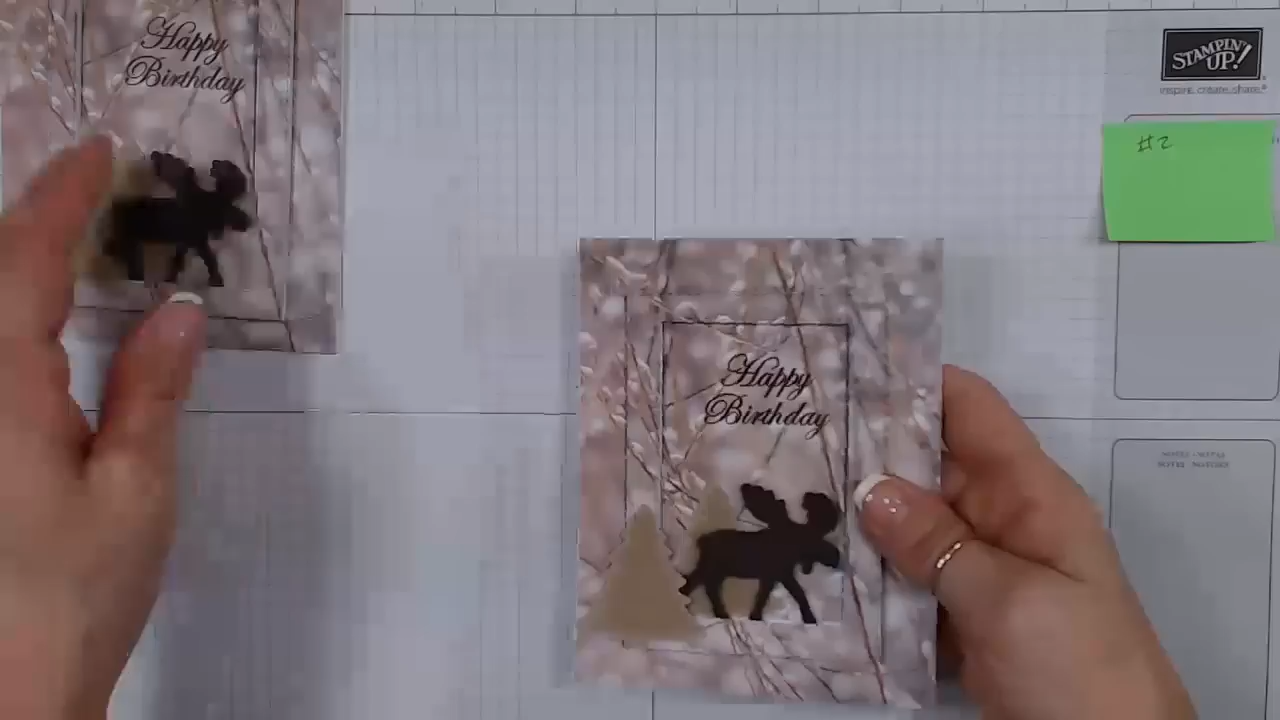 Happy
Birthday
STAMPIN'
UP!
inspire. create. share.®
#2
Happy
Birthday